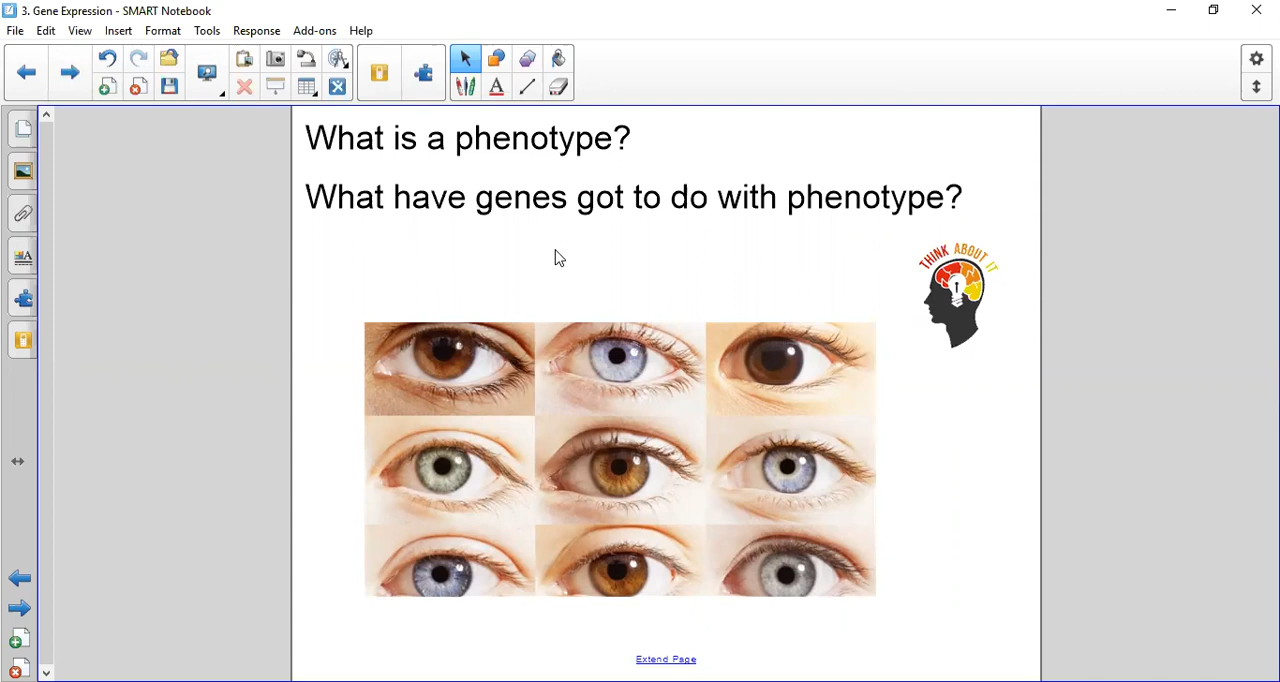 3. Gene Expression - SMART Notebook
File Edit View Insert Format Tools Response Add-ons Help
What is a phenotype?
What have genes got to do with phenotype?
THINK ABOUT IT
Extend Page